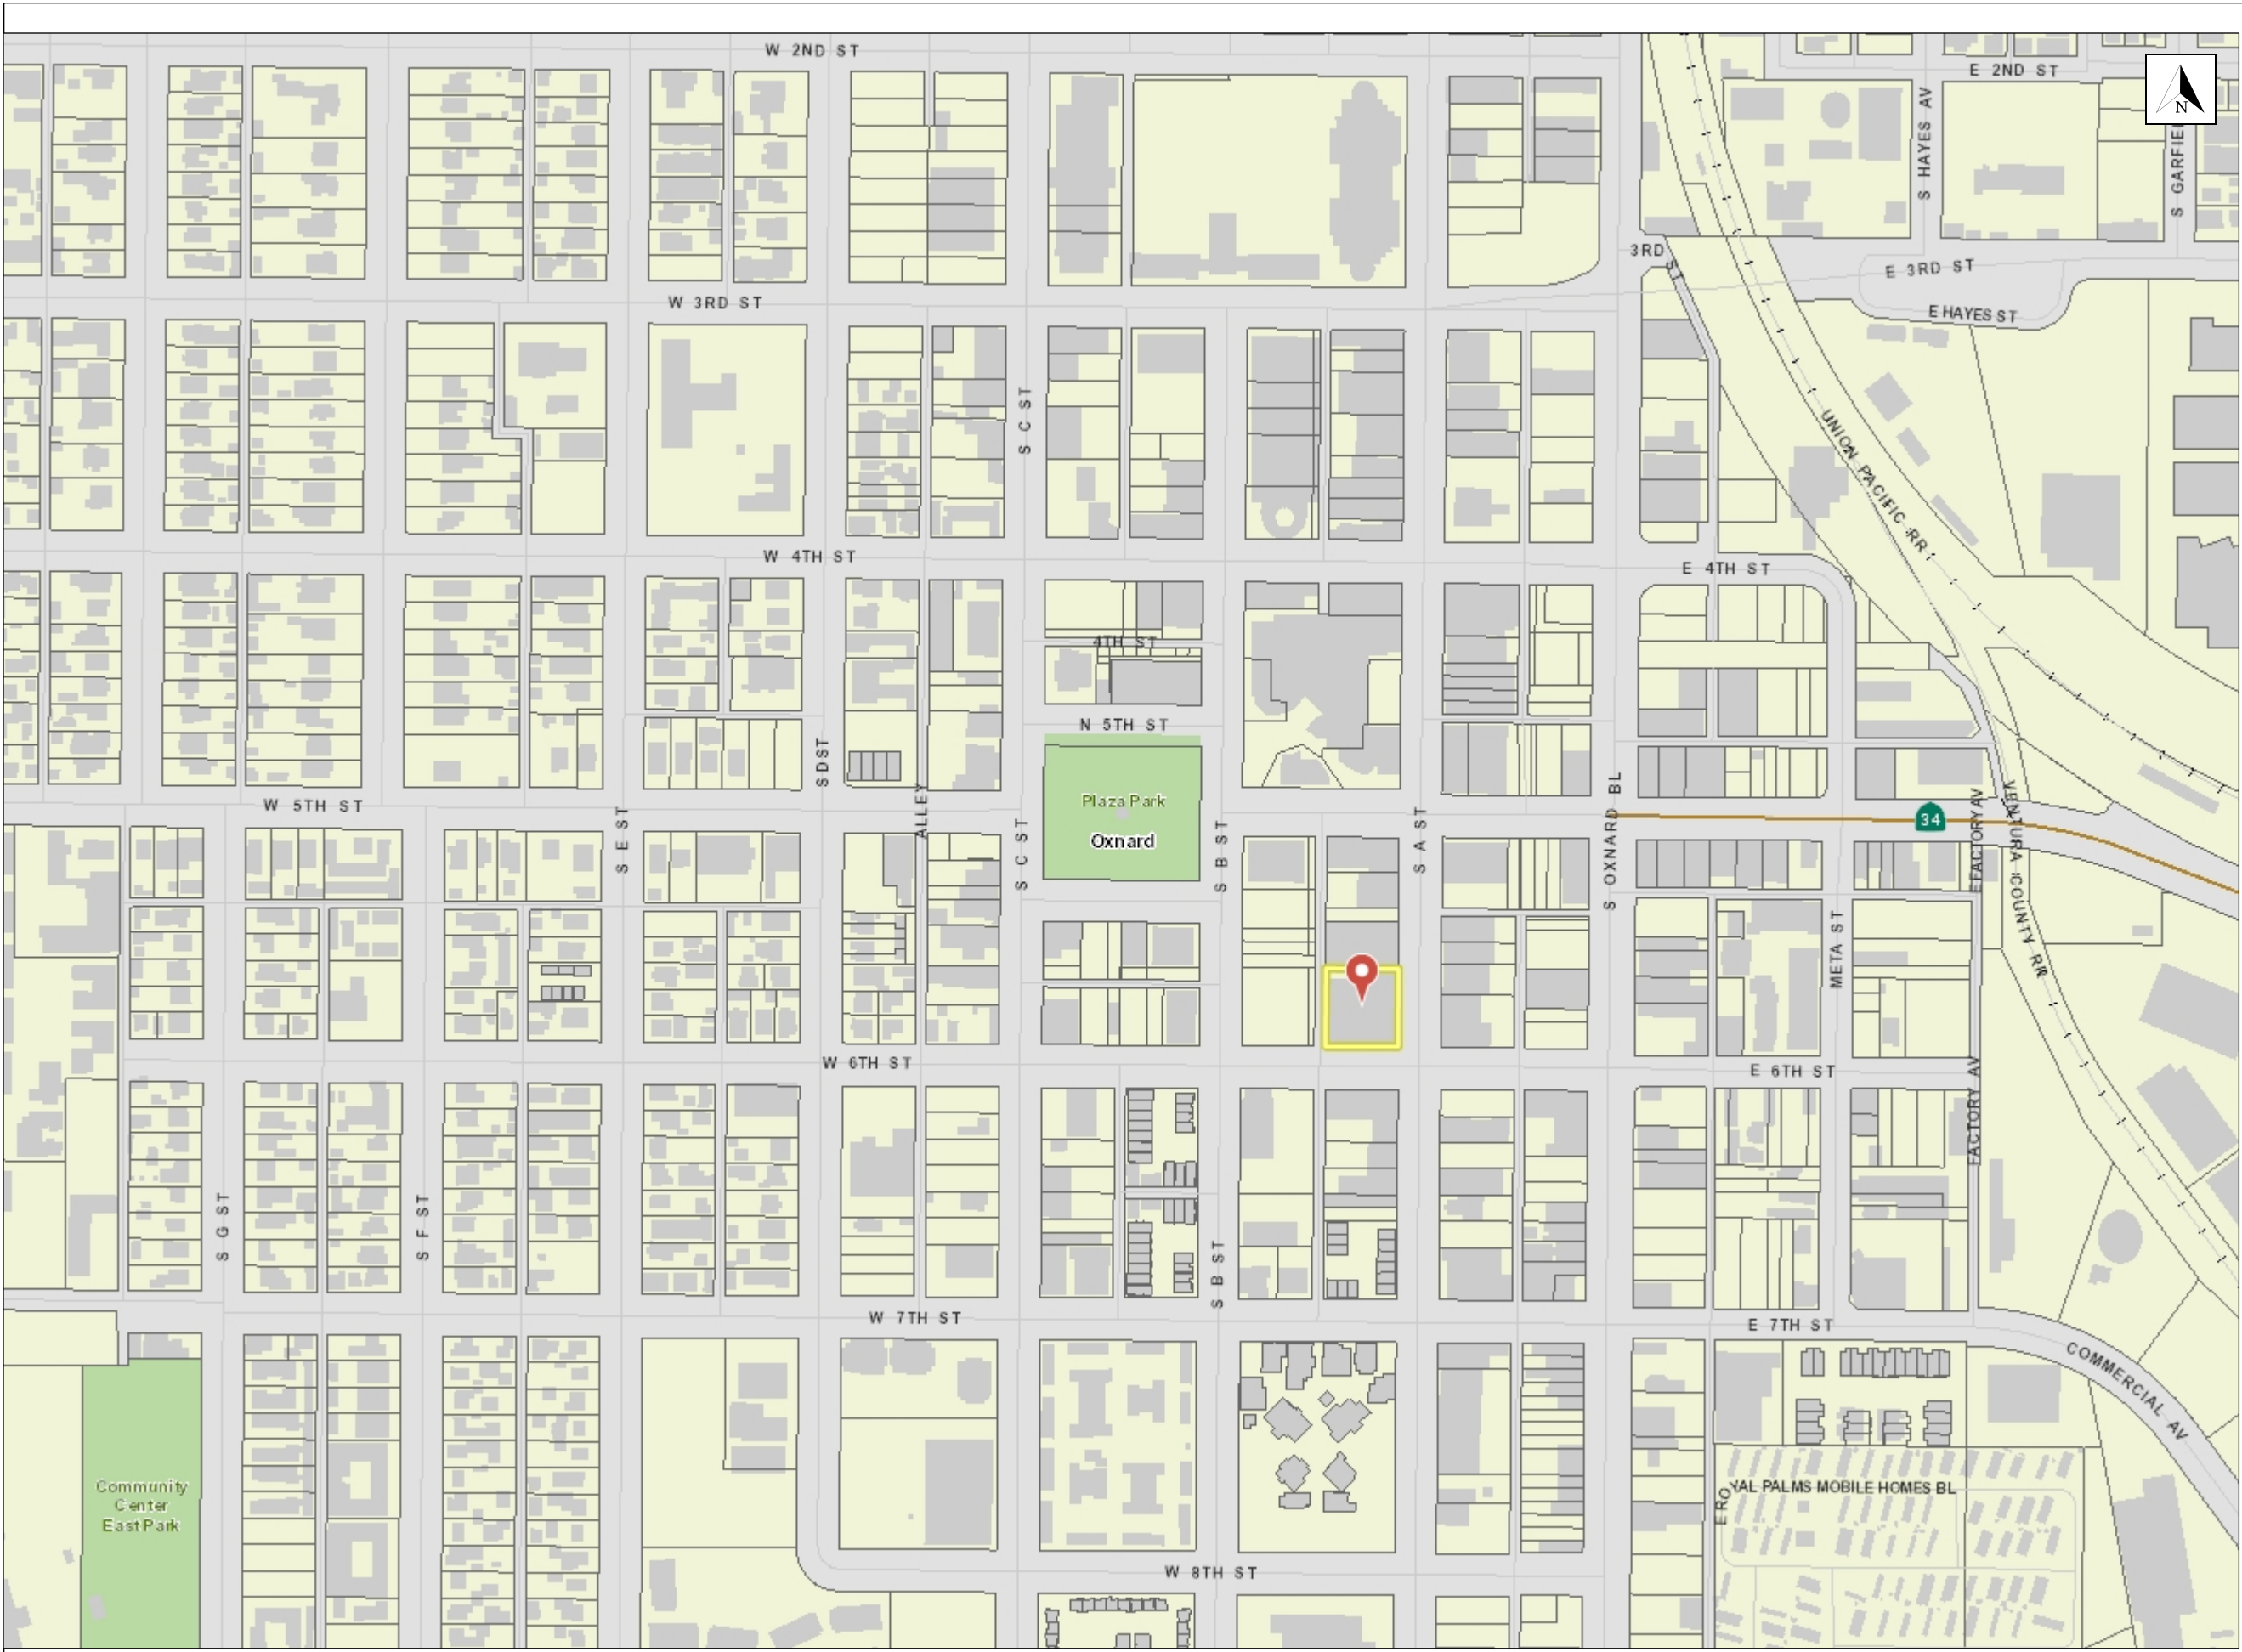 W 2ND ST
E 2ND ST
N
S HAYES AV
3RD
ST
E 3RD ST
W 3RD ST
E HAYES ST
S C ST
UNION PACIFIC RR
W 4TH ST
E 4TH ST
4TH ST
N 5TH ST
S D ST
ALLEY
W 5TH ST
Plaza Park
Oxnard
S E ST
S C ST
S B ST
S A ST
S OXNARD BL
34
E FACTORY AV
VENTURA COUNTY RR
META ST
W 6TH ST
E 6TH ST
FACTORY AV
S G ST
S F ST
S B ST
W 7TH ST
E 7TH ST
COMMERCIAL AV
Community
Center
East Park
E ROYAL PALMS MOBILE HOMES BL
W 8TH ST